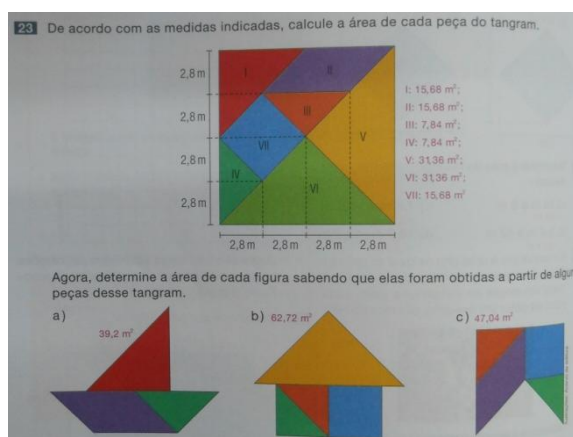 23 De acordo com as medidas indicadas, calcule a área de cada peça do tangram.
2,8 m
2,8 m
2,8 m
2,8 m
I
II
III
VII
V
IV
VI
2,8 m 2,8 m 2,8 m 2,8 m
I: 15,68 m²;
II: 15,68 m²;
III: 7,84 m²;
IV: 7,84 m²;
V: 31,36 m²;
VI: 31,36 m²;
VII: 15,68 m²
Agora, determine a área de cada figura sabendo que elas foram obtidas a partir de algu
peças desse tangram.
a) 39,2 m²
b) 62,72 m²
c) 47,04 m²